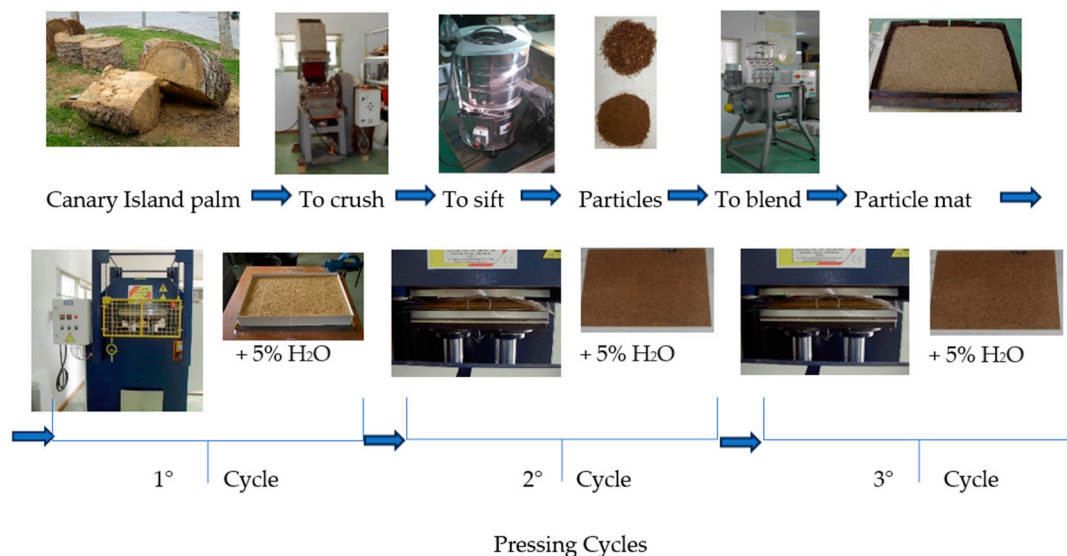 Canary Island palm To crush To sift Particles To blend Particle mat
+ 5% H₂O + 5% H₂O + 5% H₂O
1° Cycle 2° Cycle 3° Cycle
Pressing Cycles